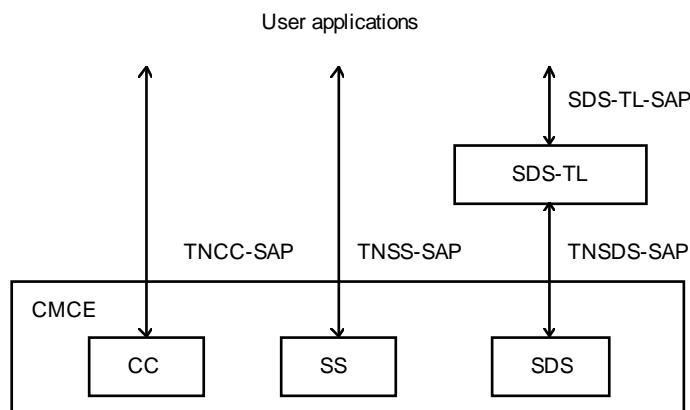 User applications
SDS-TL-SAP
SDS-TL
TNCC-SAP
TNSS-SAP
TNSDS-SAP
CMCE
CC
SS
SDS